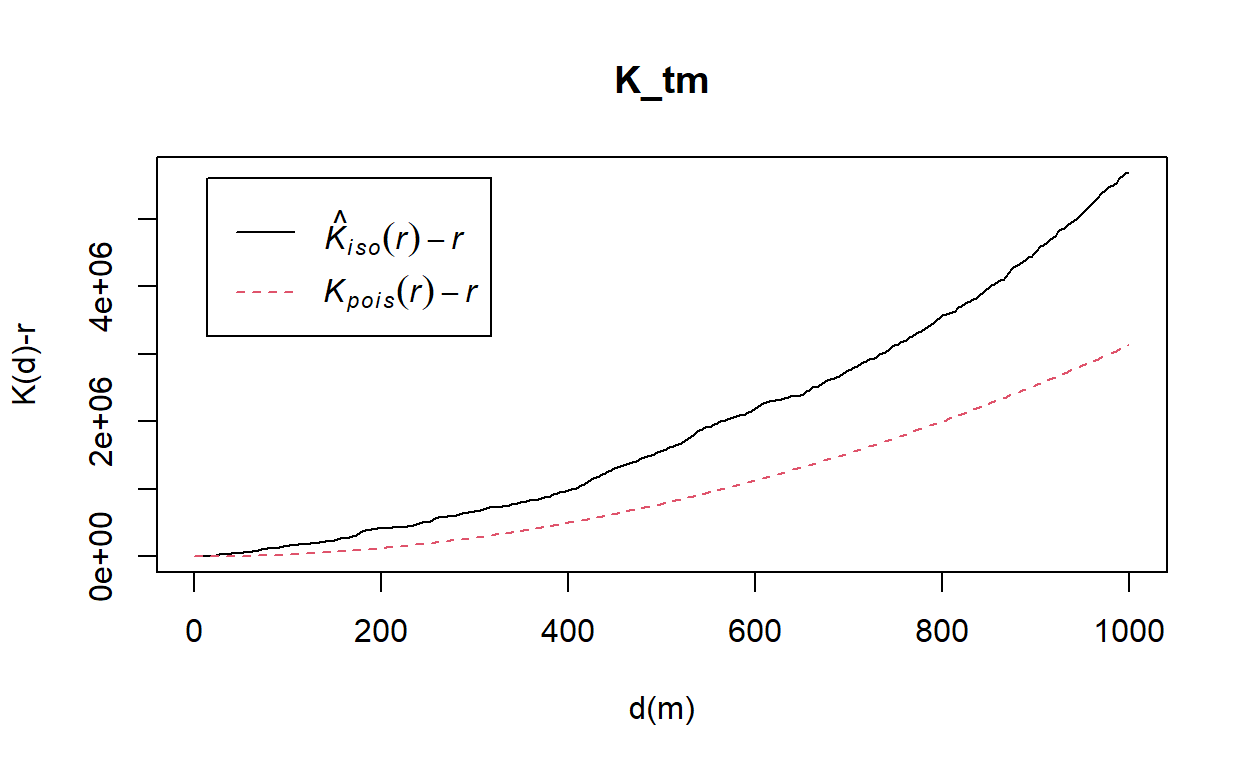 K_tm
K̂iso(r) – r
Kpois(r) – r
K(d)-r
4e+06
2e+06
0e+00
0 200 400 600 800 1000
d(m)